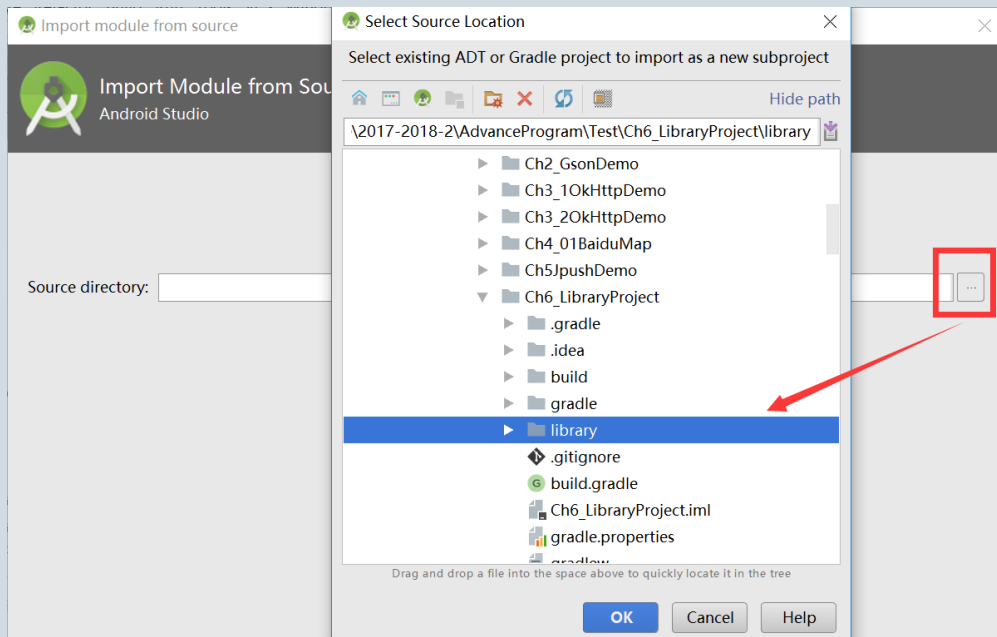 Import module from source
Import Module from Sou
Android Studio
Source directory:
...
Select Source Location
Select existing ADT or Gradle project to import as a new subproject
Hide path
\2017-2018-2\AdvanceProgram\Test\Ch6_LibraryProject\library
Ch2_GsonDemo
Ch3_1OkHttpDemo
Ch3_2OkHttpDemo
Ch4_01BaiduMap
Ch5JpushDemo
Ch6_LibraryProject
.gradle
.idea
build
gradle
library
.gitignore
G build.gradle
Ch6_LibraryProject.iml
gradle.properties
gradlew
Drag and drop a file into the space above to quickly locate it in the tree
OK Cancel Help